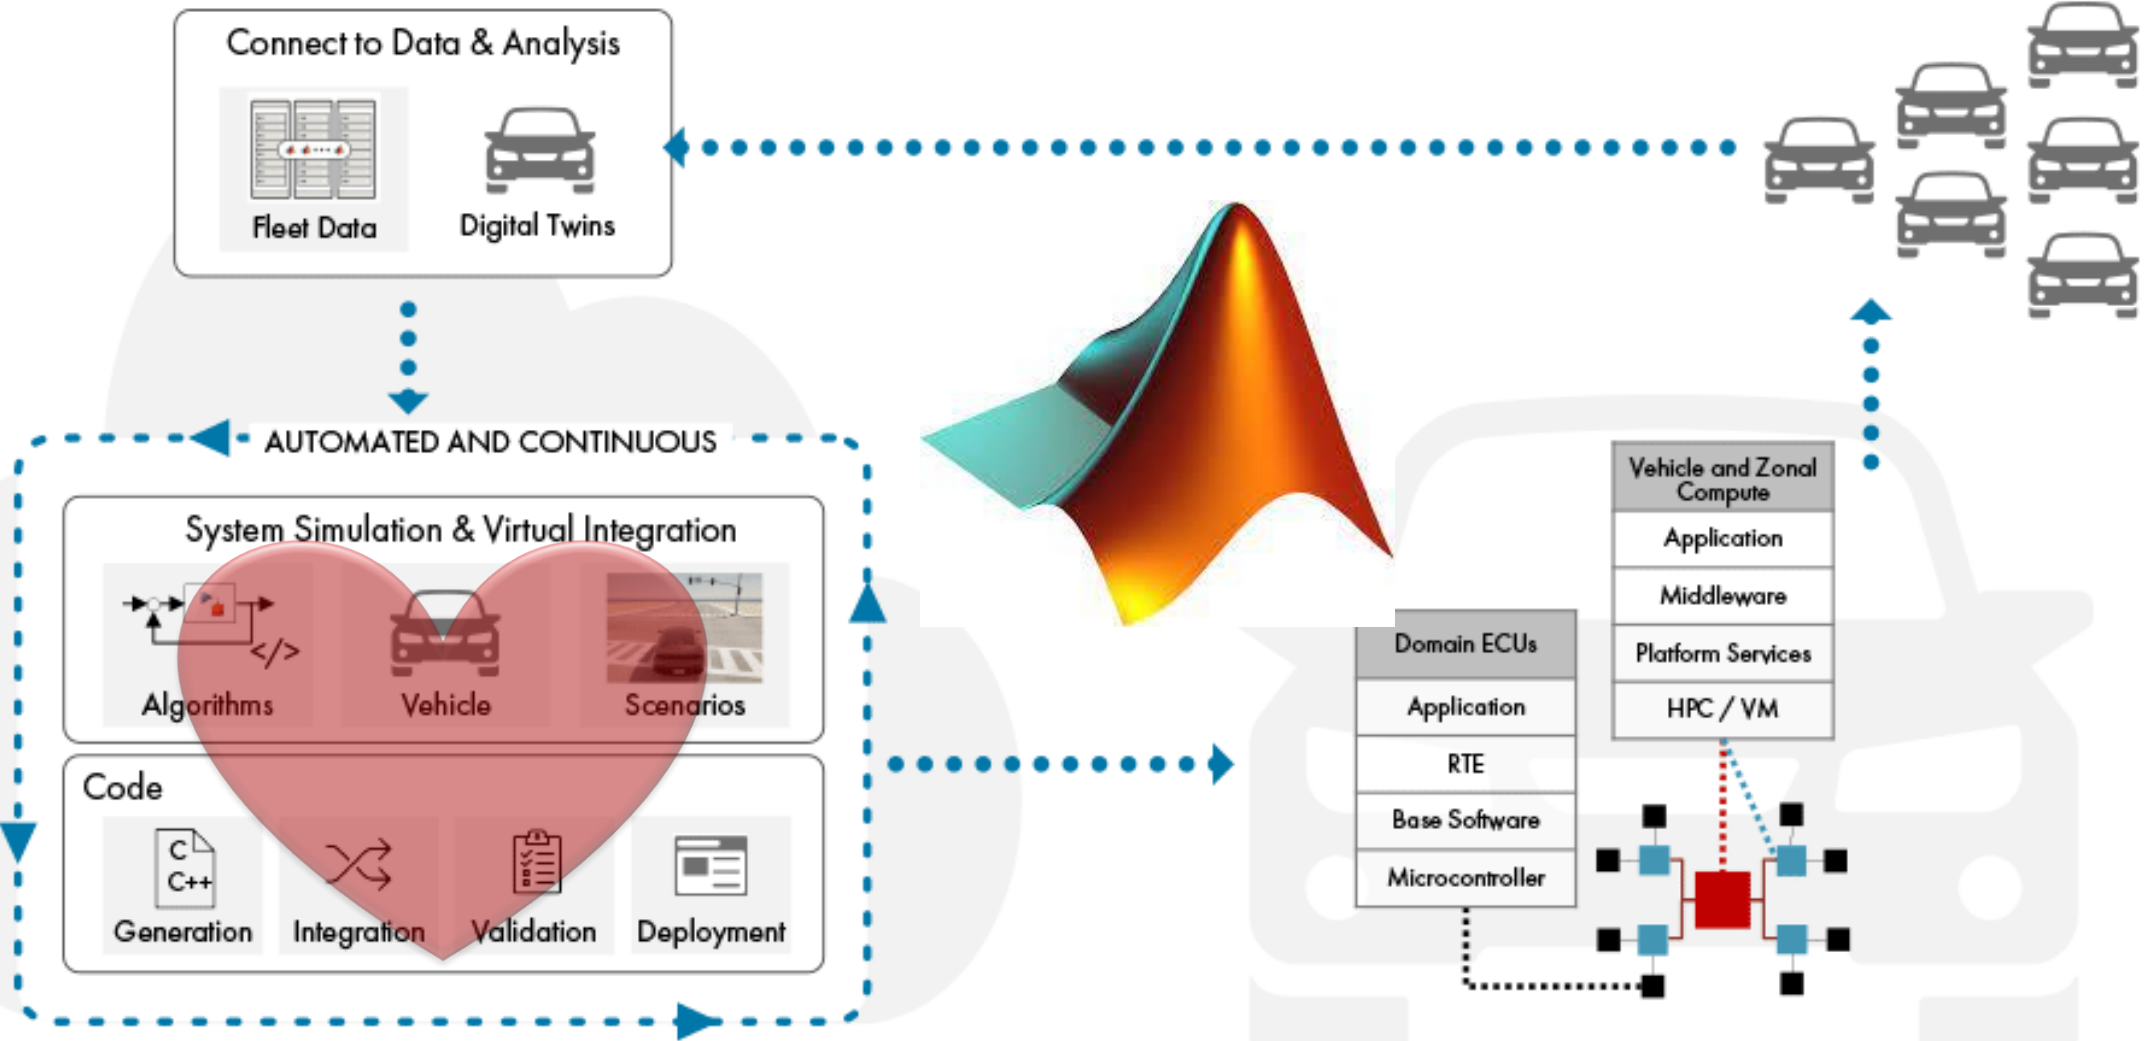 Connect to Data & Analysis
Fleet Data
Digital Twins
AUTOMATED AND CONTINUOUS
System Simulation & Virtual Integration
</>
Algorithms
Vehicle
Scenarios
Code
C
C++
Generation
Integration
Validation
Deployment
Domain ECUs
Application
RTE
Base Software
Microcontroller
Vehicle and Zonal
Compute
Application
Middleware
Platform Services
HPC / VM